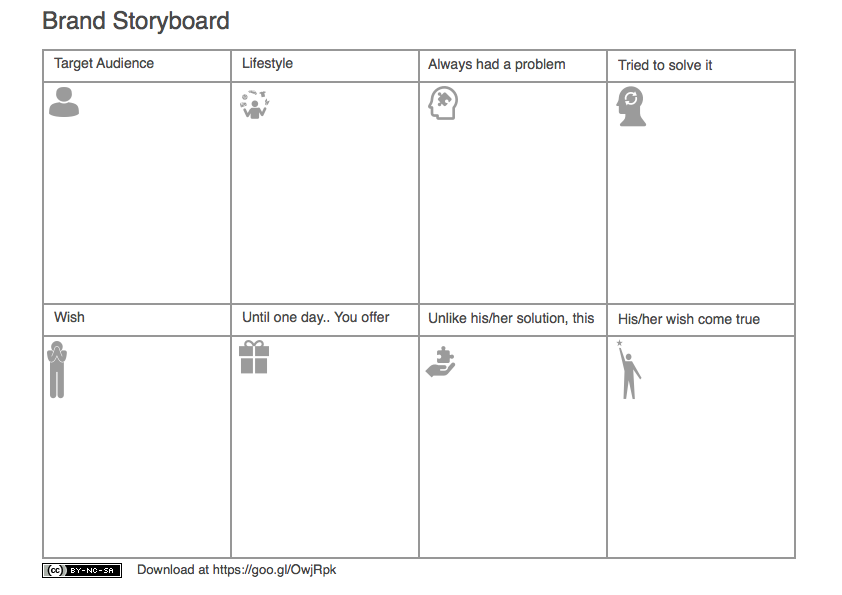 Brand Storyboard
Target Audience
Lifestyle
Always had a problem
Tried to solve it
Wish
Until one day.. You offer
Unlike his/her solution, this
His/her wish come true
(cc) BY-NC-SA
Download at https://goo.gl/OwjRpk